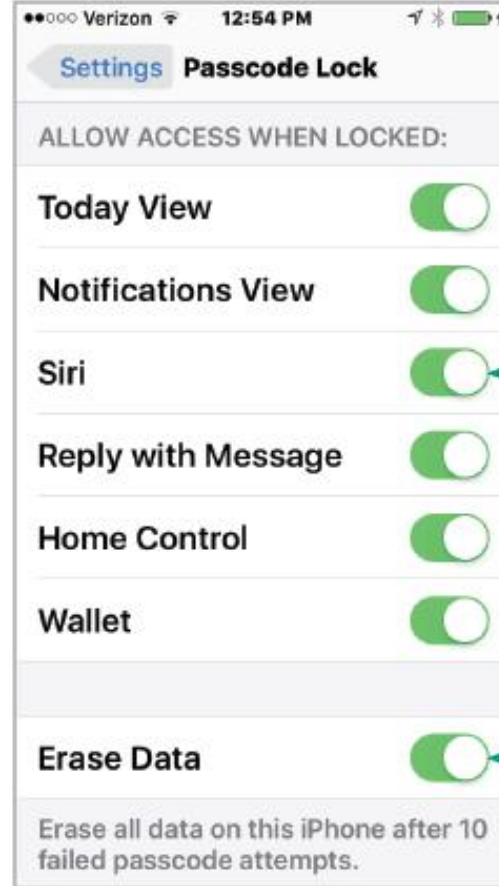 Verizon 12:54 PM
Settings Passcode Lock
ALLOW ACCESS WHEN LOCKED:
Today View
Notifications View
Siri
Reply with Message
Home Control
Wallet
Erase Data
Erase all data on this iPhone after 10
failed passcode attempts.